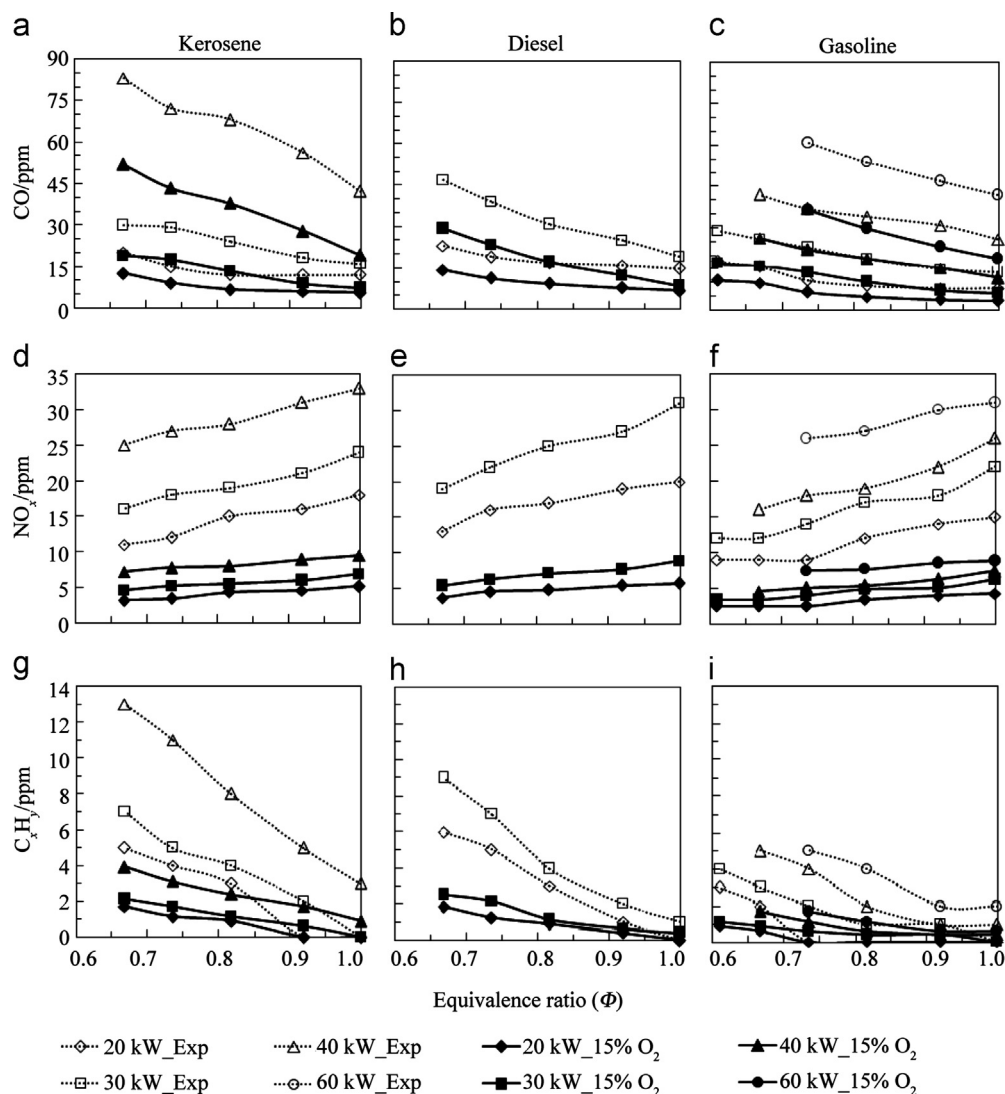 a b c
Kerosene Diesel Gasoline
90
75
60
45
30
15
0
CO/ppm
d e f
35
30
25
20
15
10
5
0
NOₓ/ppm
g h i
14
12
10
8
6
4
2
0
CₓHᵧ/ppm
0.6 0.7 0.8 0.9 1.0 0.6 0.7 0.8 0.9 1.0 0.6 0.7 0.8 0.9 1.0
Equivalence ratio (Φ)
20 kW_Exp 40 kW_Exp 20 kW_15% O₂ 40 kW_15% O₂
30 kW_Exp 60 kW_Exp 30 kW_15% O₂ 60 kW_15% O₂